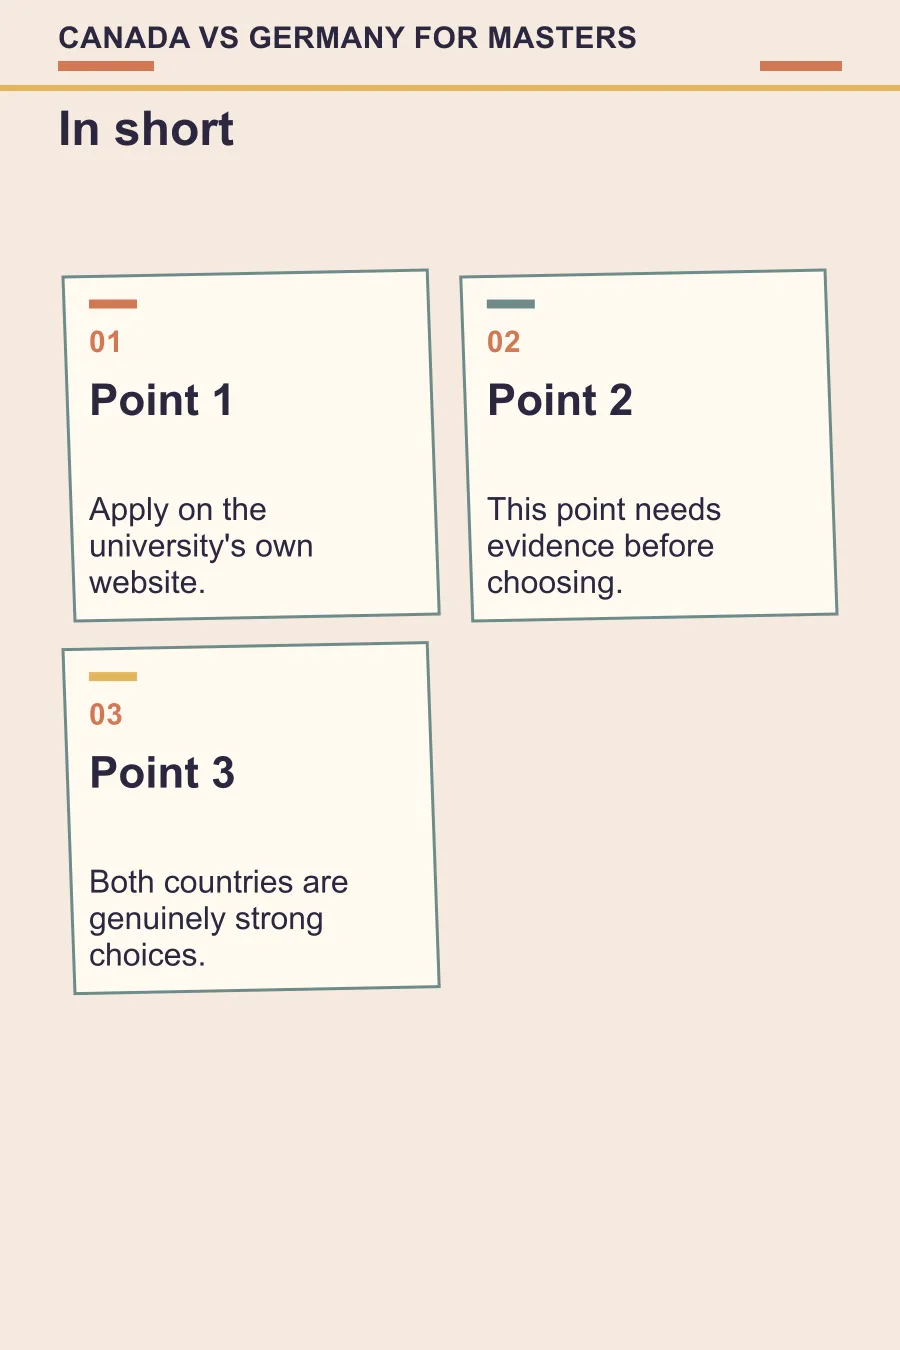 CANADA VS GERMANY FOR MASTERS
In short
01
Point 1
Apply on the
university's own
website.
02
Point 2
This point needs
evidence before
choosing.
03
Point 3
Both countries are
genuinely strong
choices.